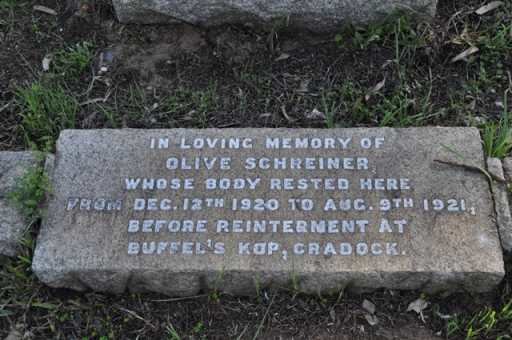 IN LOVING MEMORY OF
OLIVE SCHREINER,
WHOSE BODY RESTED HERE
FROM DEC. 12TH 1920 TO AUG. 9TH 1921,
BEFORE REINTERMENT AT
BUFFEL'S KOP, CRADOCK.